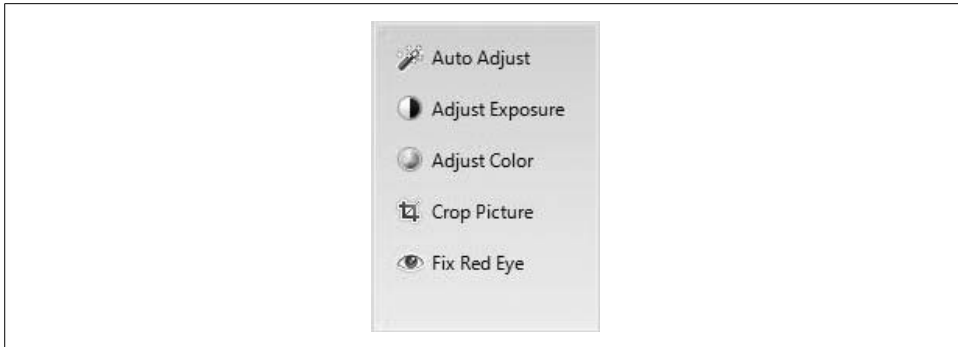 Auto Adjust
Adjust Exposure
Adjust Color
Crop Picture
Fix Red Eye